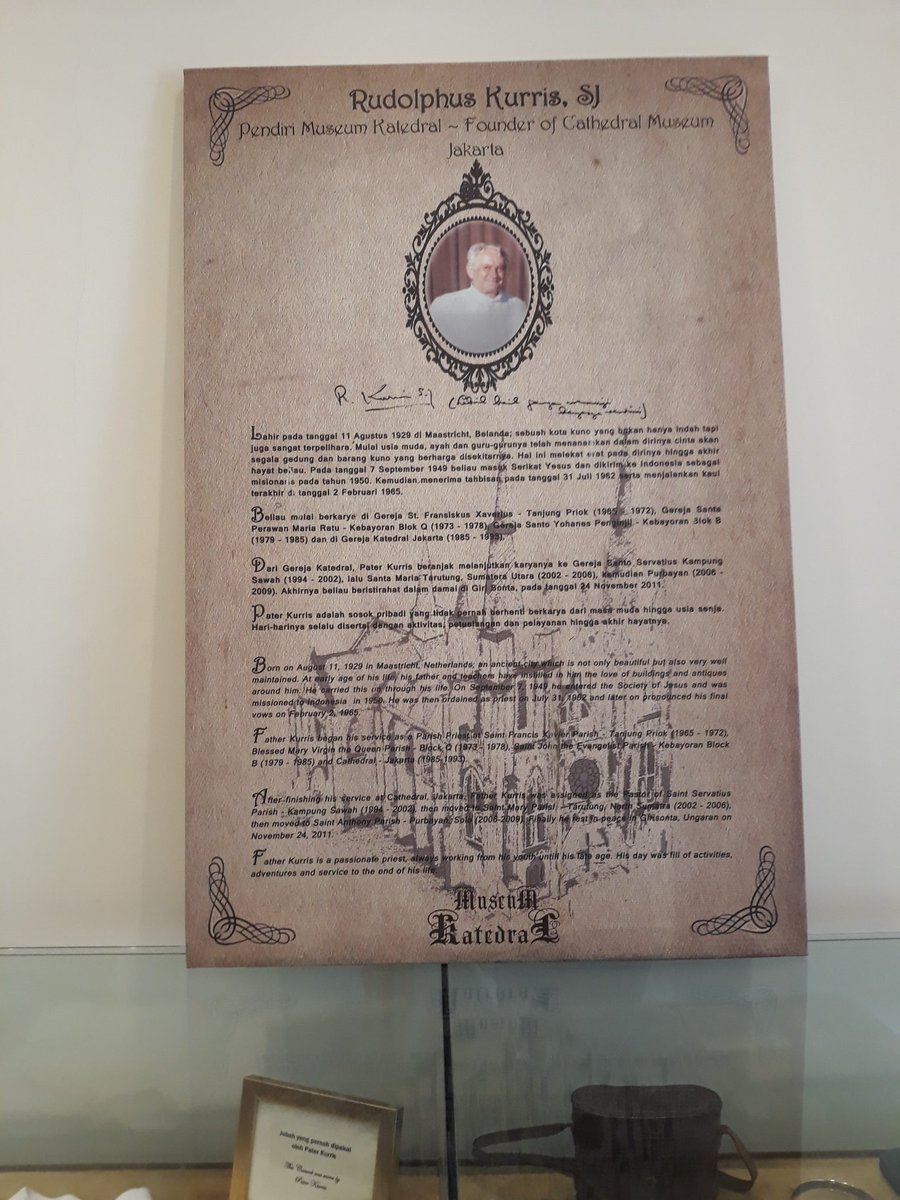 Rudolphus Kurris, SJ
Pendiri Museum Katedral ~ Founder of Cathedral Museum
Jakarta
R. Kurris SJ
Lahir pada tanggal 11 Agustus 1929 di Maastricht, Belanda; sebuah kota kuno yang bukan hanya indah tapi
juga sangat terpelihara. Mulai usia muda, ayah dan guru-gurunya telah menanamkan dalam dirinya cinta akan
segala gedung dan barang kuno yang berharga disekitarnya. Hal ini melekat erat pada dirinya hingga akhir
hayat beliau. Pada tanggal 7 September 1949 beliau masuk Serikat Yesus dan dikirim ke Indonesia sebagai
misionaris pada tahun 1950. Kemudian menerima tahbisan pada tanggal 31 Juli 1962 serta menjalankan kaul
terakhir di tanggal 2 Februari 1965.
Beliau mulai berkarya di Gereja St. Fransiskus Xaverius - Tanjung Priok (1965 - 1972), Gereja Santa
Perawan Maria Ratu - Kebayoran Blok Q (1973 - 1978), Gereja Santo Yohanes Penginjil - Kebayoran Blok B
(1979 - 1985) dan di Gereja Katedral Jakarta (1985 - 1993).
Dari Gereja Katedral, Pater Kurris beranjak melanjutkan karyanya ke Gereja Santo Servatius Kampung
Sawah (1994 - 2002), lalu Santa Maria Tarutung, Sumatera Utara (2002 - 2006), kemudian Purbayan (2006 -
2009). Akhirnya beliau beristirahat dalam damai di Giri Sonta, pada tanggal 24 November 2011.
Pater Kurris adalah sosok pribadi yang tidak pernah berhenti berkarya dari masa muda hingga usia senja.
Hari-harinya selalu disertai dengan aktivitas, petualangan dan pelayanan hingga akhir hayatnya.
Born on August 11, 1929 in Maastricht, Netherlands; an ancient city which is not only beautiful but also very well
maintained. At early age of his life, his father and teachers have instilled in him the love of buildings and antiques
around him. He carried this on through his life. On September 7, 1949 he entered the Society of Jesus and was
missioned to Indonesia in 1950. He was then ordained as priest on July 31, 1962 and later on pronounced his final
vows on February 2, 1965.
Father Kurris began his service as a Parish Priest at Saint Francis Xavier Parish - Tanjung Priok (1965 - 1972),
Blessed Mary Virgin the Queen Parish - Block Q (1973 - 1978), Saint John the Evangelist Parish - Kebayoran Block
B (1979 - 1985) and Cathedral - Jakarta (1985-1993).
After finishing his service at Cathedral, Jakarta, Father Kurris was assigned as the Pastor of Saint Servatius
Parish - Kampung Sawah (1994 - 2002), then moved to Saint Mary Parish - Tarutung, North Sumatra (2002 - 2006),
then moved to Saint Anthony Parish - Purbayan, Solo (2006-2009). Finally he rest in peace in Girisonta, Ungaran on
November 24, 2011.
Father Kurris is a passionate priest, always working from his youth untill his late age. His day was fill of activities,
adventures and service to the end of his life.
Museum
Katedral
Jubah yang pernah dipakai
oleh Pater Kurris
This Cassock was worn by
Pater Kurris